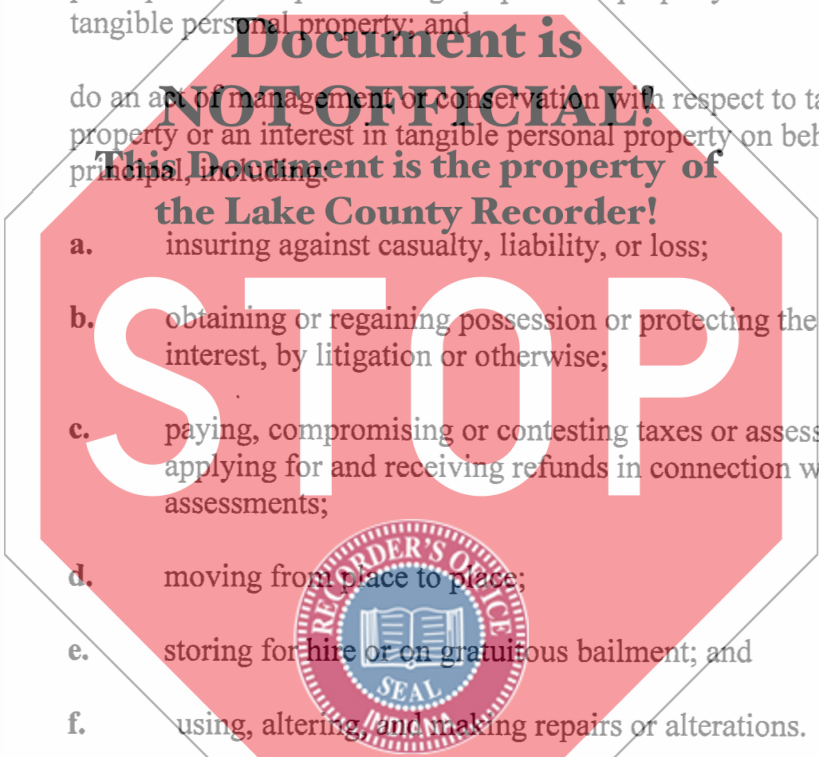 tangible personal property; and
Document is
do an act of management or conservation with respect to ta
NOT OFFICIAL!
property or an interest in tangible personal property on beh
This Document is the property of
principal, including:
the Lake County Recorder!
a. insuring against casualty, liability, or loss;
STOP
b. obtaining or regaining possession or protecting the
interest, by litigation or otherwise;
c. paying, compromising or contesting taxes or assess
applying for and receiving refunds in connection w
assessments;
RECORDER'S OFFICE
d. moving from place to place;
e. storing for hire or on gratuitous bailment; and
SEAL
INDIANA
f. using, altering, and making repairs or alterations.